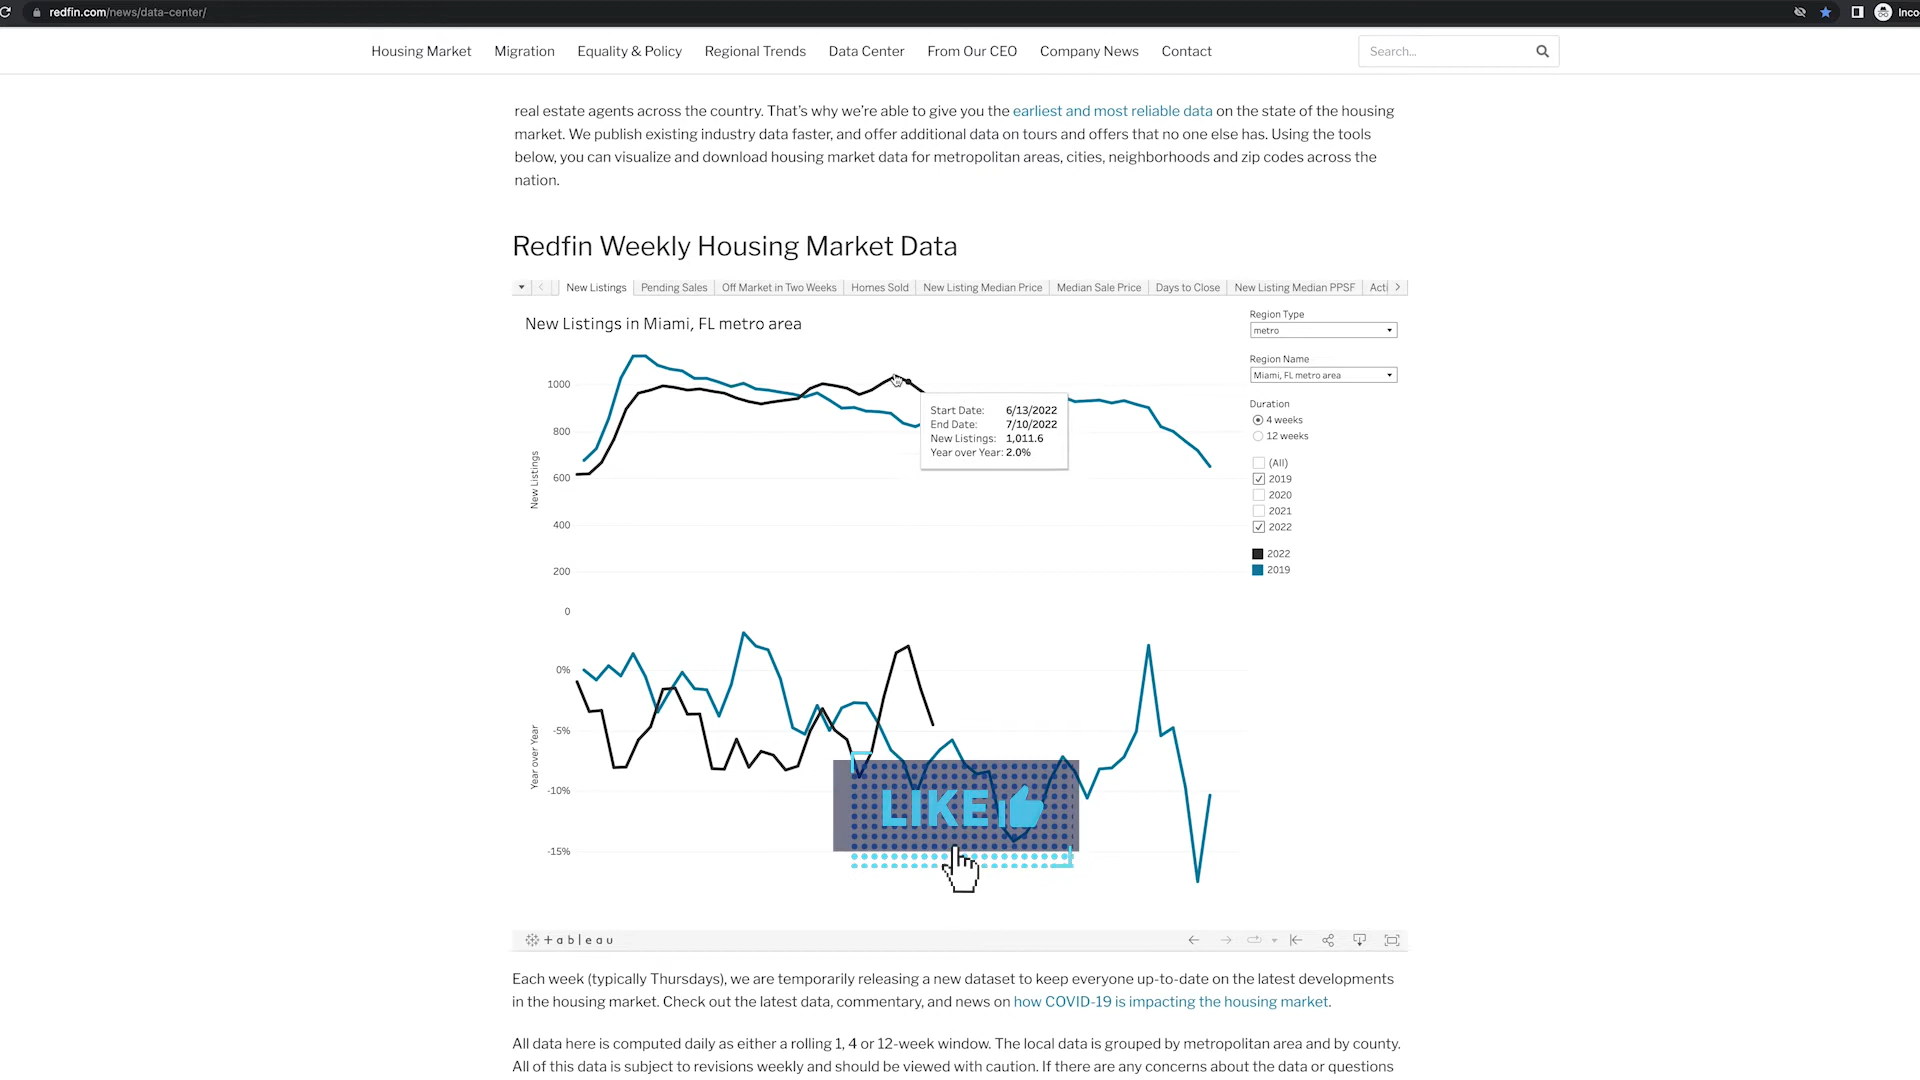 redfin.com/news/data-center/
Inco
Housing Market Migration Equality & Policy Regional Trends Data Center From Our CEO Company News Contact
Search...
real estate agents across the country. That's why we're able to give you the earliest and most reliable data on the state of the housing
market. We publish existing industry data faster, and offer additional data on tours and offers that no one else has. Using the tools
below, you can visualize and download housing market data for metropolitan areas, cities, neighborhoods and zip codes across the
nation.
Redfin Weekly Housing Market Data
New Listings Pending Sales Off Market in Two Weeks Homes Sold New Listing Median Price Median Sale Price Days to Close New Listing Median PPSF Acti
New Listings in Miami, FL metro area
Region Type
metro
Region Name
Miami, FL metro area
Duration
4 weeks
12 weeks
(All)
2019
2020
2021
2022
2022
2019
New Listings
1000
800
600
400
200
0
Start Date: 6/13/2022
End Date: 7/10/2022
New Listings: 1,011.6
Year over Year: 2.0%
Year over Year
0%
-5%
-10%
-15%
LIKE
+ableau
Each week (typically Thursdays), we are temporarily releasing a new dataset to keep everyone up-to-date on the latest developments
in the housing market. Check out the latest data, commentary, and news on how COVID-19 is impacting the housing market.
All data here is computed daily as either a rolling 1, 4 or 12-week window. The local data is grouped by metropolitan area and by county.
All of this data is subject to revisions weekly and should be viewed with caution. If there are any concerns about the data or questions